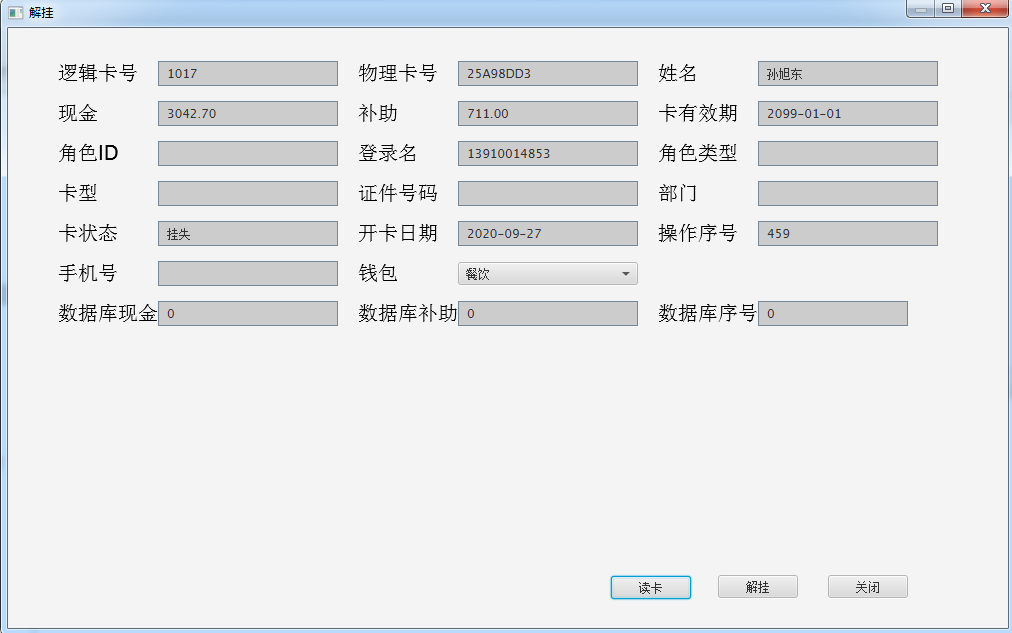 解挂
逻辑卡号 1017 物理卡号 25A98DD3 姓名 孙旭东
现金 3042.70 补助 711.00 卡有效期 2099-01-01
角色ID 登录名 13910014853 角色类型
卡型 证件号码 部门
卡状态 挂失 开卡日期 2020-09-27 操作序号 459
手机号 钱包 餐饮
数据库现金 0 数据库补助 0 数据库序号 0
读卡 解挂 关闭